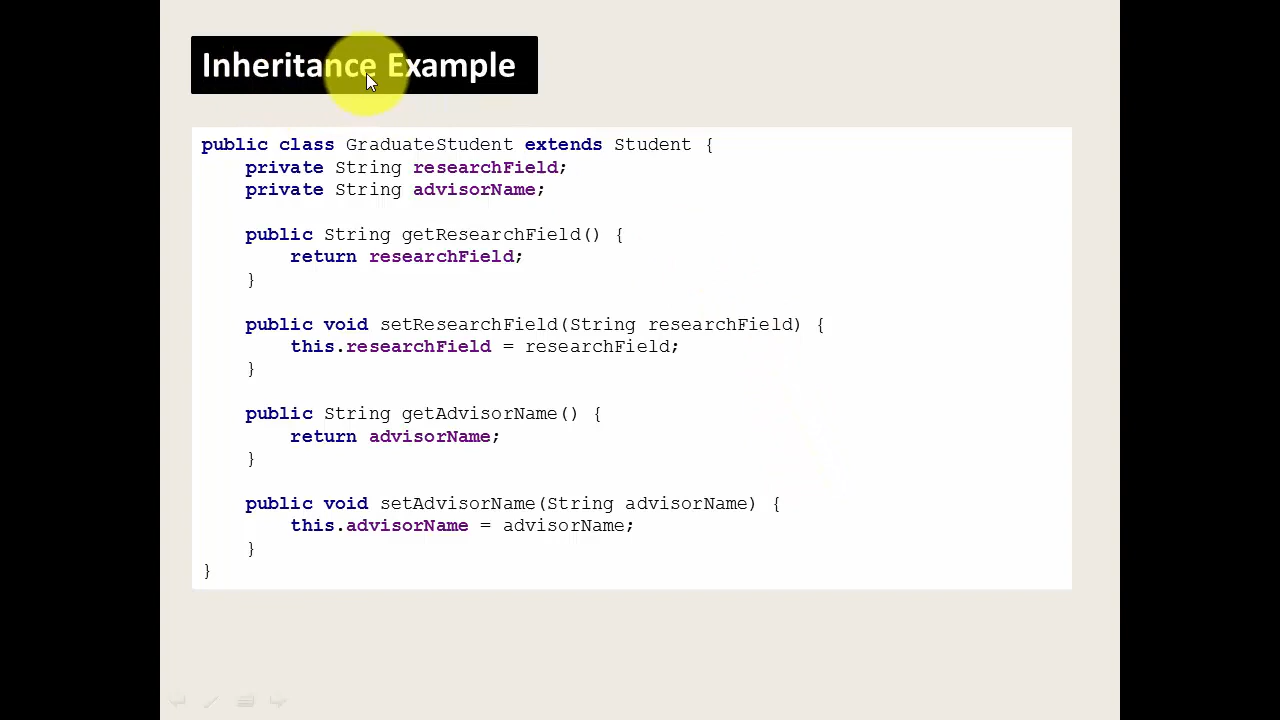 Inheritance Example
public class GraduateStudent extends Student {
    private String researchField;
    private String advisorName;

    public String getResearchField() {
        return researchField;
    }

    public void setResearchField(String researchField) {
        this.researchField = researchField;
    }

    public String getAdvisorName() {
        return advisorName;
    }

    public void setAdvisorName(String advisorName) {
        this.advisorName = advisorName;
    }
}